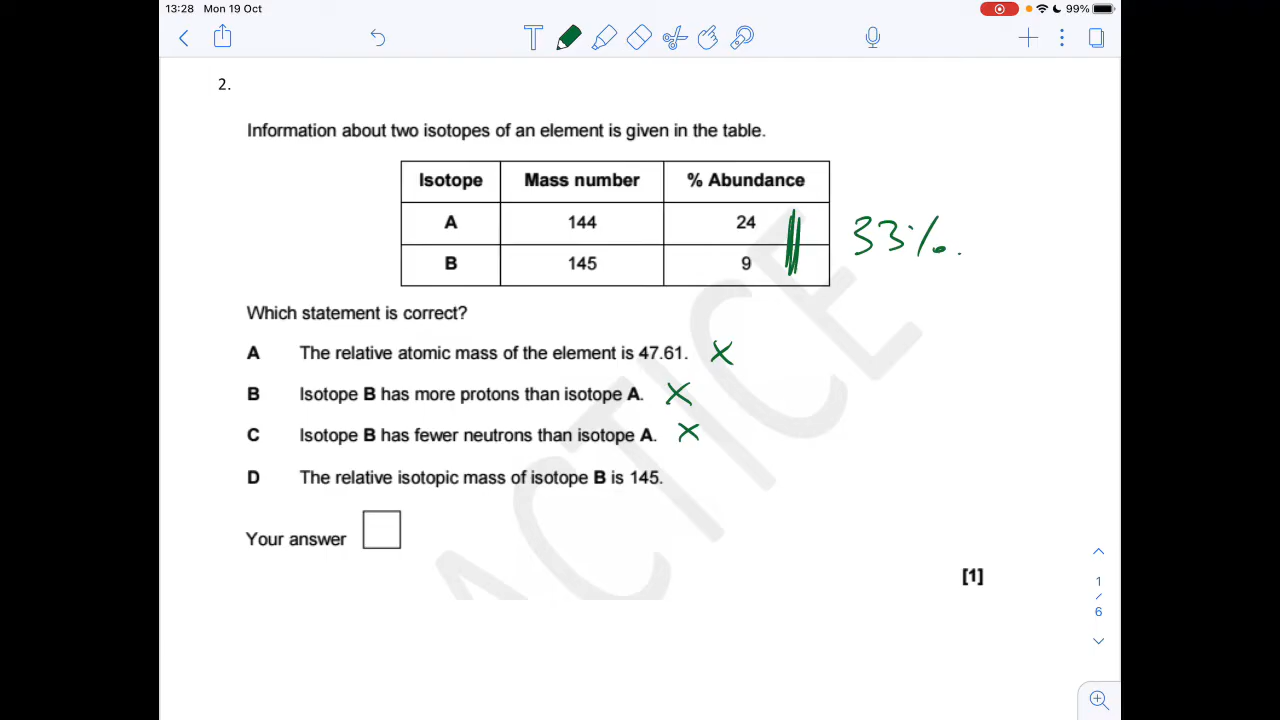 13:28 Mon 19 Oct 99%
T
2.
Information about two isotopes of an element is given in the table.
Isotope Mass number % Abundance
A 144 24
B 145 9
33%.
Which statement is correct?
A The relative atomic mass of the element is 47.61. ×
B Isotope B has more protons than isotope A. ×
C Isotope B has fewer neutrons than isotope A. ×
D The relative isotopic mass of isotope B is 145.
Your answer
[1]
1
/
6
ACTICE